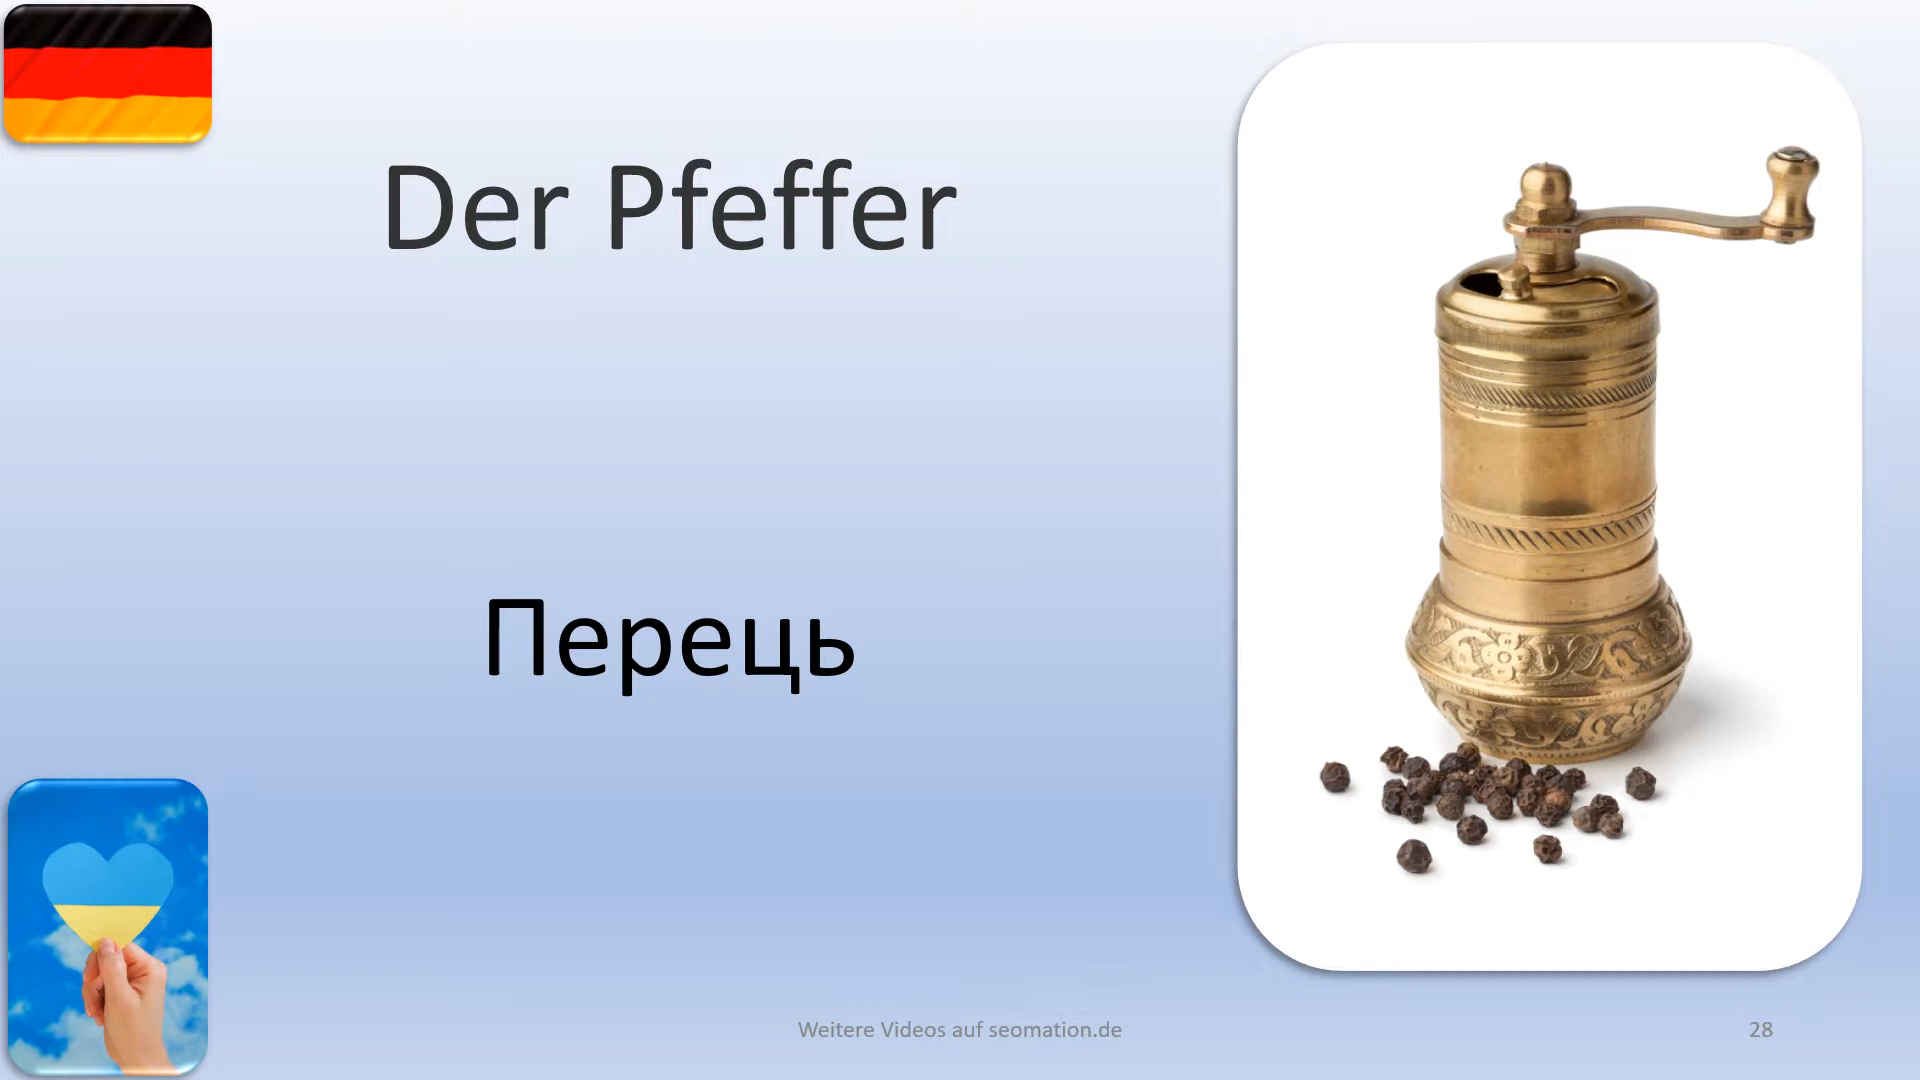 Der Pfeffer
Перець
Weitere Videos auf seomation.de
28